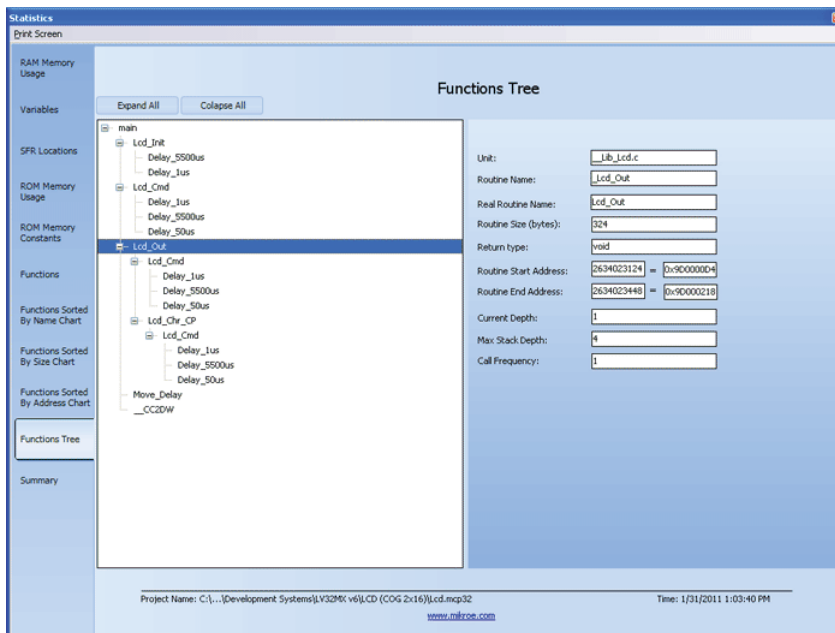 Statistics
Print Screen
RAM Memory
Usage
Variables
SFR Locations
ROM Memory
Usage
ROM Memory
Constants
Functions
Functions Sorted
By Name Chart
Functions Sorted
By Size Chart
Functions Sorted
By Address Chart
Functions Tree
Summary
Functions Tree
Expand All
Colapse All
main
Lcd_Init
Delay_5500us
Delay_1us
Lcd_Cmd
Delay_1us
Delay_5500us
Delay_50us
Lcd_Out
Lcd_Cmd
Delay_1us
Delay_5500us
Delay_50us
Lcd_Chr_CP
Lcd_Cmd
Delay_1us
Delay_5500us
Delay_50us
Move_Delay
__CC2DW
Unit: __Lib_Lcd.c
Routine Name: _Lcd_Out
Real Routine Name: Lcd_Out
Routine Size (bytes): 324
Return type: void
Routine Start Address: 2634023124 = 0x9D0000D4
Routine End Address: 2634023448 = 0x9D000218
Current Depth: 1
Max Stack Depth: 4
Call Frequency: 1
Project Name: C:\...\Development Systems\LV32MX v6\LCD (COG 2x16)\Lcd.mcp32 Time: 1/31/2011 1:03:40 PM
www.mikroe.com